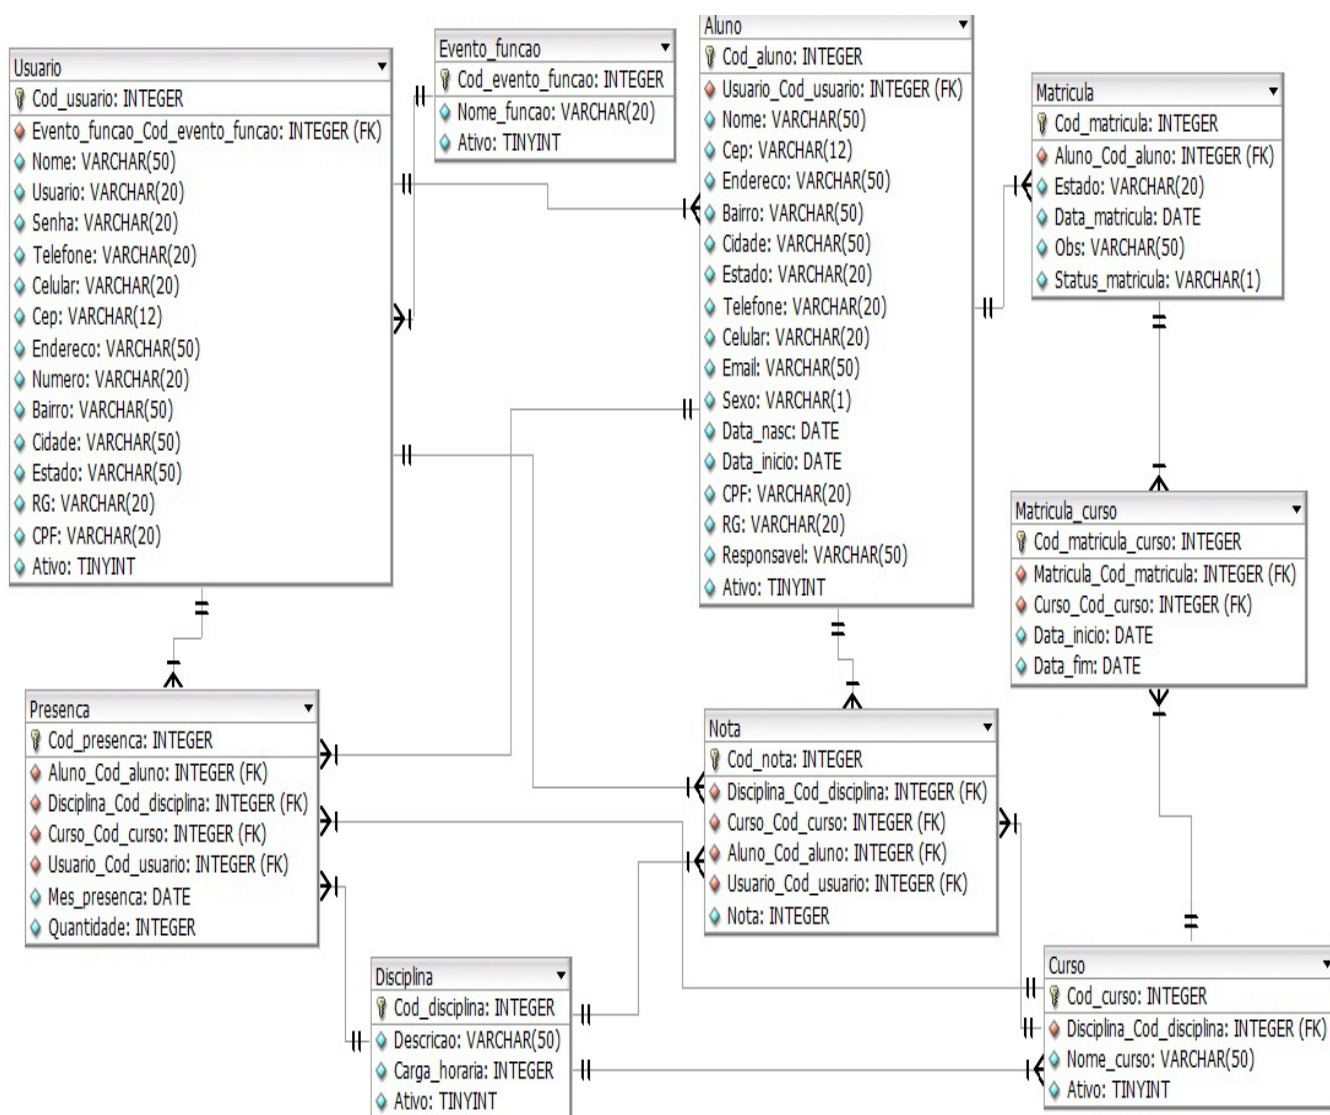 Usuario
Cod_usuario: INTEGER
Evento_funcao_Cod_evento_funcao: INTEGER (FK)
Nome: VARCHAR(50)
Usuario: VARCHAR(20)
Senha: VARCHAR(20)
Telefone: VARCHAR(20)
Celular: VARCHAR(20)
Cep: VARCHAR(12)
Endereco: VARCHAR(50)
Numero: VARCHAR(20)
Bairro: VARCHAR(50)
Cidade: VARCHAR(50)
Estado: VARCHAR(50)
RG: VARCHAR(20)
CPF: VARCHAR(20)
Ativo: TINYINT
Evento_funcao
Cod_evento_funcao: INTEGER
Nome_funcao: VARCHAR(20)
Ativo: TINYINT
Aluno
Cod_aluno: INTEGER
Usuario_Cod_usuario: INTEGER (FK)
Nome: VARCHAR(50)
Cep: VARCHAR(12)
Endereco: VARCHAR(50)
Bairro: VARCHAR(50)
Cidade: VARCHAR(50)
Estado: VARCHAR(20)
Telefone: VARCHAR(20)
Celular: VARCHAR(20)
Email: VARCHAR(50)
Sexo: VARCHAR(1)
Data_nasc: DATE
Data_inicio: DATE
CPF: VARCHAR(20)
RG: VARCHAR(20)
Responsavel: VARCHAR(50)
Ativo: TINYINT
Matricula
Cod_matricula: INTEGER
Aluno_Cod_aluno: INTEGER (FK)
Estado: VARCHAR(20)
Data_matricula: DATE
Obs: VARCHAR(50)
Status_matricula: VARCHAR(1)
Matricula_curso
Cod_matricula_curso: INTEGER
Matricula_Cod_matricula: INTEGER (FK)
Curso_Cod_curso: INTEGER (FK)
Data_inicio: DATE
Data_fim: DATE
Presenca
Cod_presenca: INTEGER
Aluno_Cod_aluno: INTEGER (FK)
Disciplina_Cod_disciplina: INTEGER (FK)
Curso_Cod_curso: INTEGER (FK)
Usuario_Cod_usuario: INTEGER (FK)
Mes_presenca: DATE
Quantidade: INTEGER
Nota
Cod_nota: INTEGER
Disciplina_Cod_disciplina: INTEGER (FK)
Curso_Cod_curso: INTEGER (FK)
Aluno_Cod_aluno: INTEGER (FK)
Usuario_Cod_usuario: INTEGER (FK)
Nota: INTEGER
Disciplina
Cod_disciplina: INTEGER
Descricao: VARCHAR(50)
Carga_horaria: INTEGER
Ativo: TINYINT
Curso
Cod_curso: INTEGER
Disciplina_Cod_disciplina: INTEGER (FK)
Nome_curso: VARCHAR(50)
Ativo: TINYINT